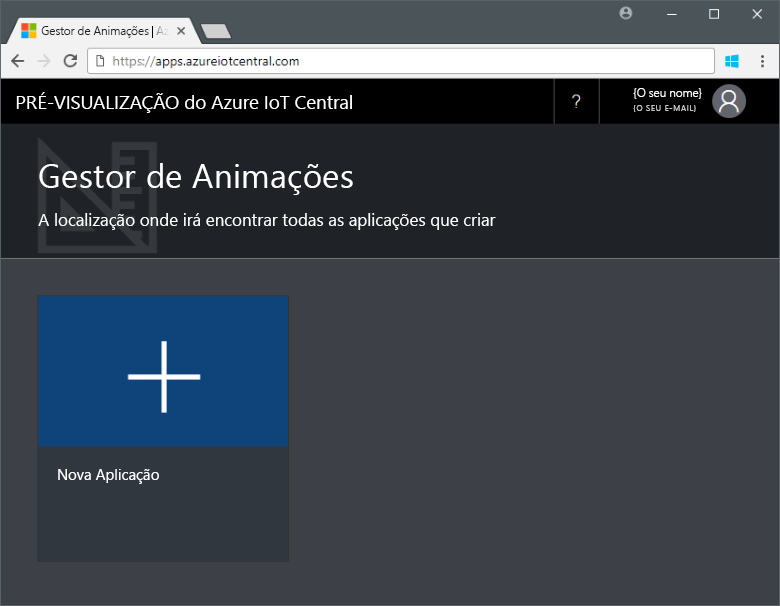 Gestor de Animações | Az
https://apps.azureiotcentral.com
PRÉ-VISUALIZAÇÃO do Azure IoT Central
?
{O seu nome}
{O SEU E-MAIL}
Gestor de Animações
A localização onde irá encontrar todas as aplicações que criar
Nova Aplicação